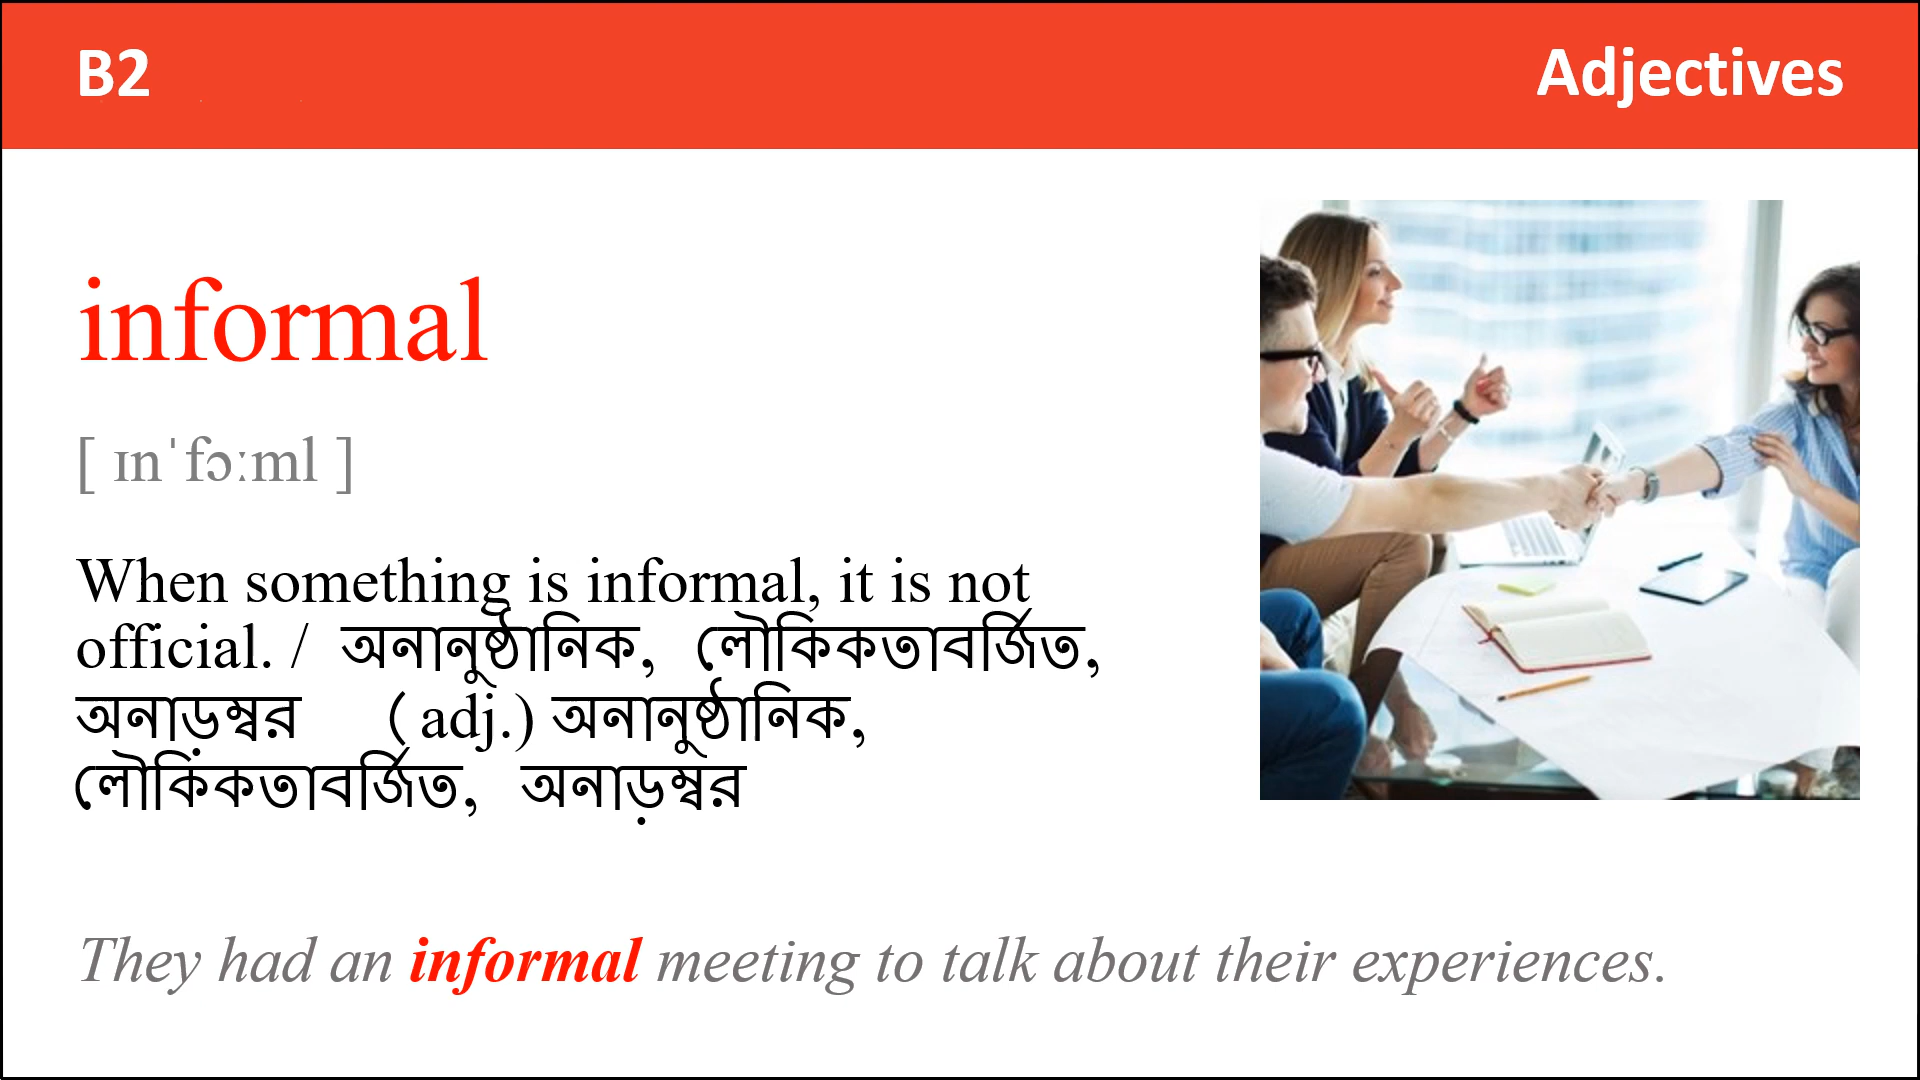 B2
Adjectives
informal
[ ɪnˈfɔːml ]
When something is informal, it is not
official. / অনানুষ্ঠানিক, লৌকিকতাবর্জিত,
অনাড়ম্বর (adj.) অনানুষ্ঠানিক,
লৌকিকতাবর্জিত, অনাড়ম্বর
They had an informal meeting to talk about their experiences.